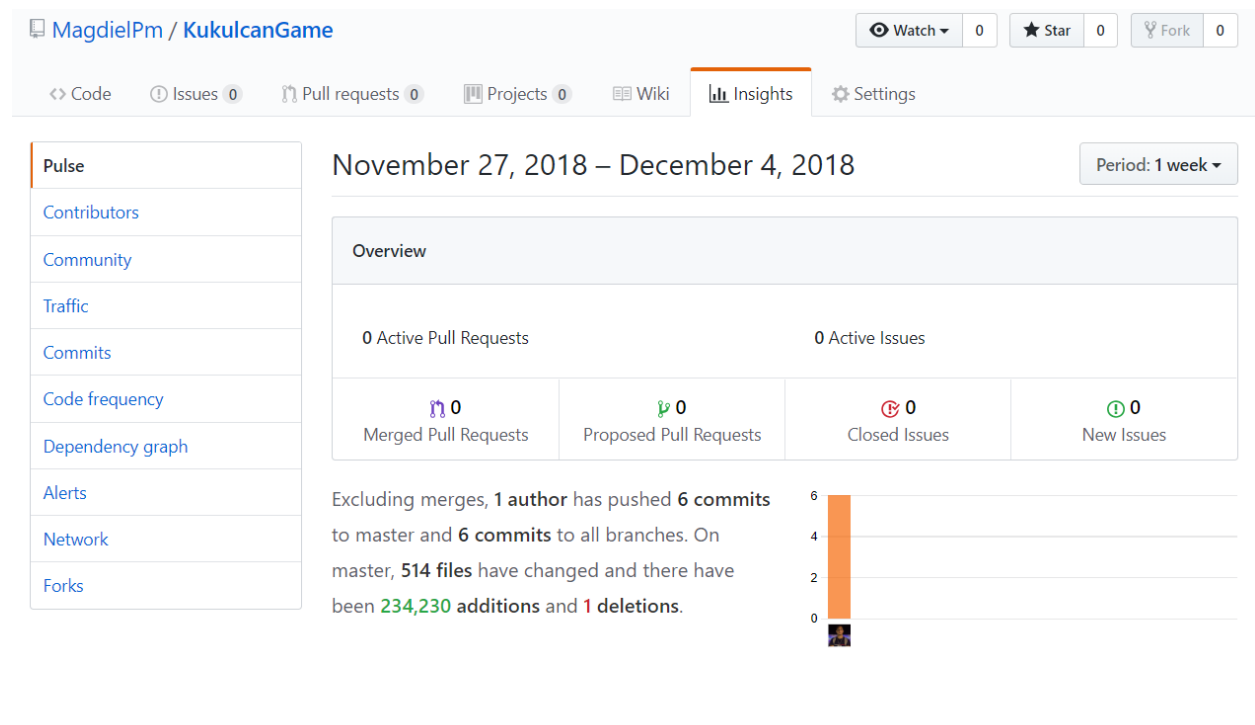 MagdielPm / KukulcanGame
Watch 0 Star 0 Fork 0
Code Issues 0 Pull requests 0 Projects 0 Wiki Insights Settings
Pulse
Contributors
Community
Traffic
Commits
Code frequency
Dependency graph
Alerts
Network
Forks
November 27, 2018 – December 4, 2018
Period: 1 week
Overview
0 Active Pull Requests
0 Active Issues
0
Merged Pull Requests
0
Proposed Pull Requests
0
Closed Issues
0
New Issues
Excluding merges, 1 author has pushed 6 commits
to master and 6 commits to all branches. On
master, 514 files have changed and there have
been 234,230 additions and 1 deletions.
6
4
2
0